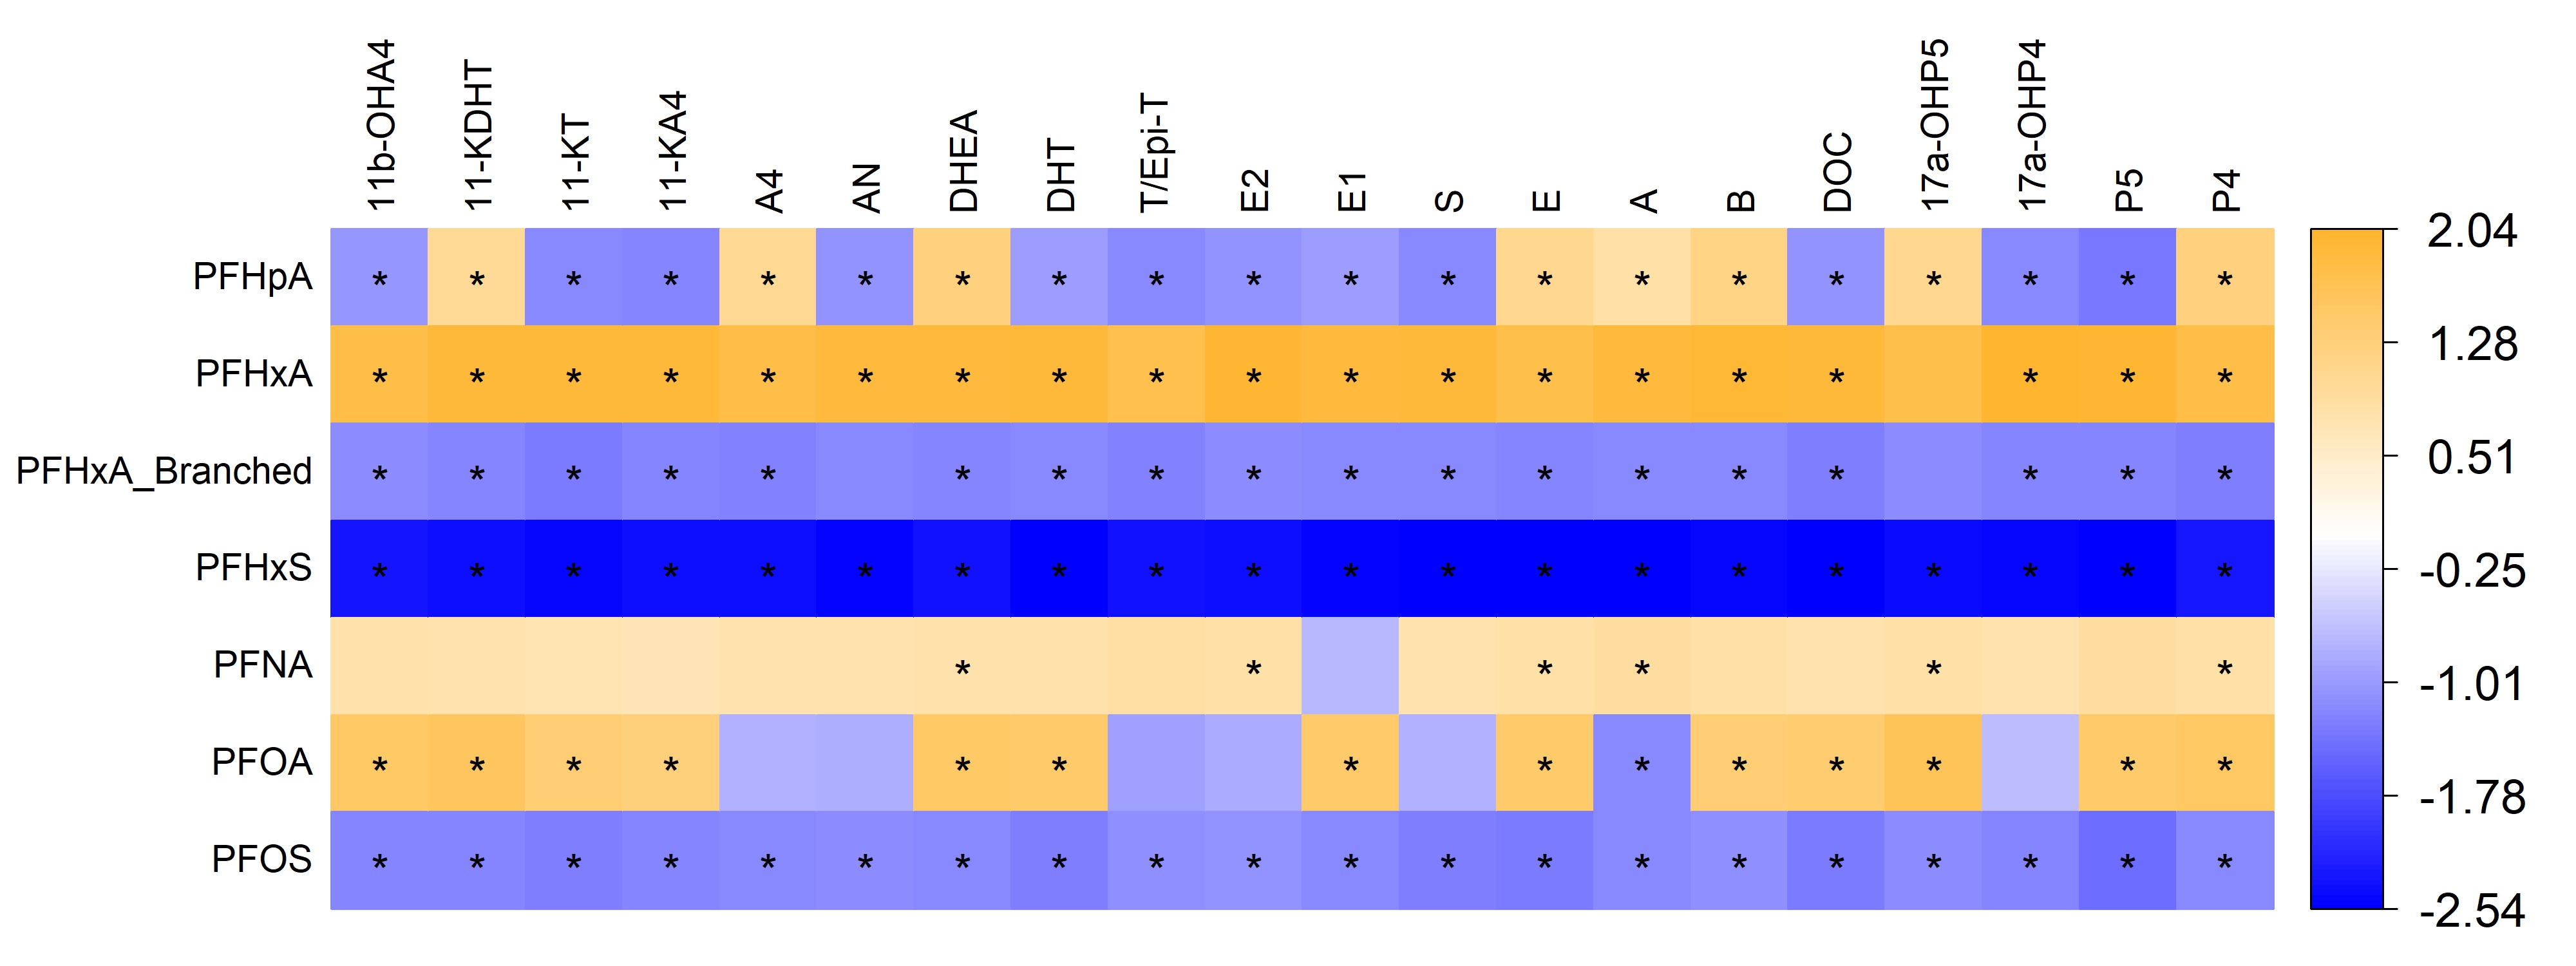 11b-OHA4
11-KDHT
11-KT
11-KA4
A4
AN
DHEA
DHT
T/Epi-T
E2
E1
S
E
A
B
DOC
17a-OHP5
17a-OHP4
P5
P4
PFHpA * * * * * * * * * * * * * * * * * * * *
PFHxA * * * * * * * * * * * * * * * * * * *
PFHxA_Branched * * * * * * * * * * * * * * * * * *
PFHxS * * * * * * * * * * * * * * * * * * * *
PFNA * * * * * *
PFOA * * * * * * * * * * * * * *
PFOS * * * * * * * * * * * * * * * * * * * *
2.04
1.28
0.51
-0.25
-1.01
-1.78
-2.54